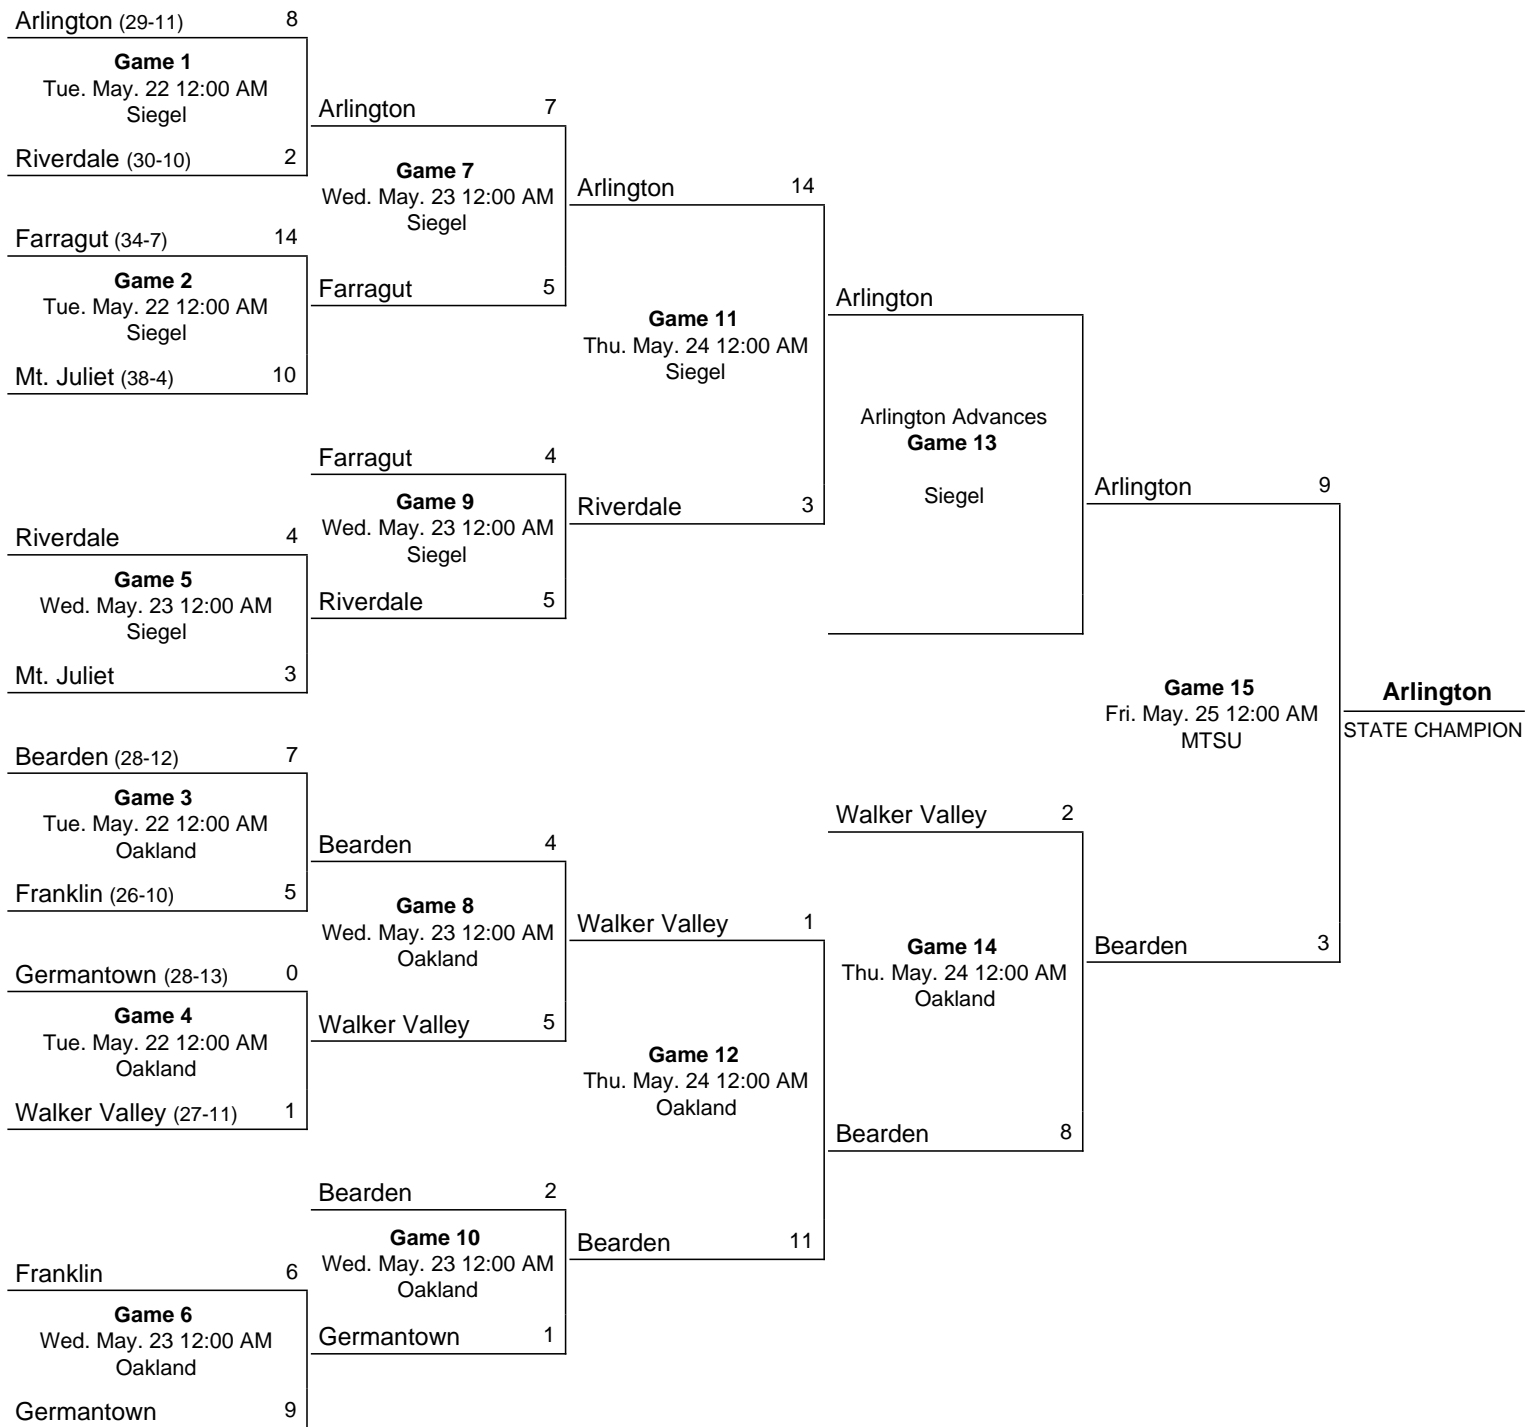 Arlington (29-11) 8
Game 1
Tue. May. 22 12:00 AM
Siegel
Riverdale (30-10) 2
Farragut (34-7) 14
Game 2
Tue. May. 22 12:00 AM
Siegel
Mt. Juliet (38-4) 10
Riverdale 4
Game 5
Wed. May. 23 12:00 AM
Siegel
Mt. Juliet 3
Bearden (28-12) 7
Game 3
Tue. May. 22 12:00 AM
Oakland
Franklin (26-10) 5
Germantown (28-13) 0
Game 4
Tue. May. 22 12:00 AM
Oakland
Walker Valley (27-11) 1
Franklin 6
Game 6
Wed. May. 23 12:00 AM
Oakland
Germantown 9
Arlington 7
Game 7
Wed. May. 23 12:00 AM
Siegel
Farragut 5
Farragut 4
Game 9
Wed. May. 23 12:00 AM
Siegel
Riverdale 5
Bearden 4
Game 8
Wed. May. 23 12:00 AM
Oakland
Walker Valley 5
Bearden 2
Game 10
Wed. May. 23 12:00 AM
Oakland
Germantown 1
Arlington 14
Game 11
Thu. May. 24 12:00 AM
Siegel
Riverdale 3
Walker Valley 1
Game 12
Thu. May. 24 12:00 AM
Oakland
Bearden 11
Arlington
Arlington Advances
Game 13
Siegel
Walker Valley 2
Game 14
Thu. May. 24 12:00 AM
Oakland
Bearden 8
Arlington 9
Game 15
Fri. May. 25 12:00 AM
MTSU
Bearden 3
Arlington
STATE CHAMPION